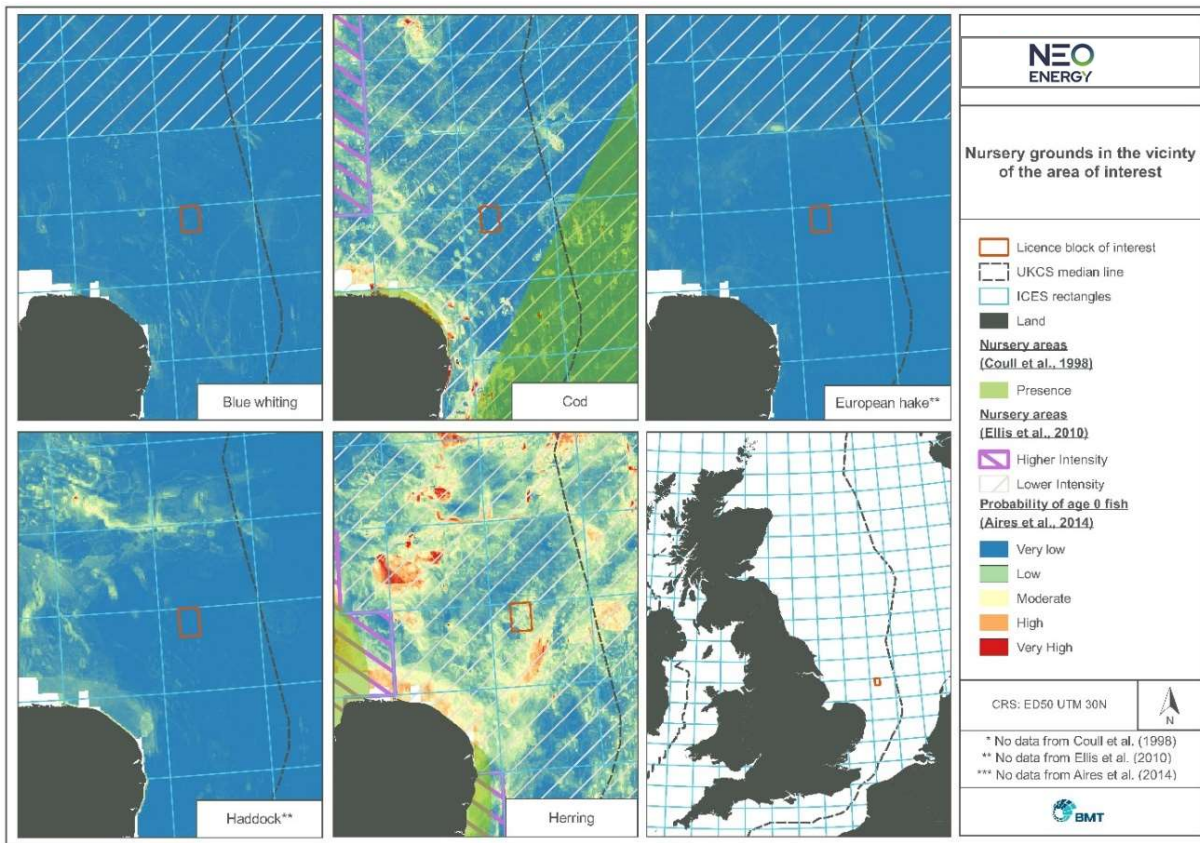 Blue whiting
Cod
European hake**
Haddock**
Herring
NEO
ENERGY
Nursery grounds in the vicinty
of the area of interest
Licence block of interest
UKCS median line
ICES rectangles
Land
Nursery areas
(Coull et al., 1998)
Presence
Nursery areas
(Ellis et al., 2010)
Higher Intensity
Lower Intensity
Probability of age 0 fish
(Aires et al., 2014)
Very low
Low
Moderate
High
Very High
CRS: ED50 UTM 30N
N
* No data from Coull et al. (1998)
** No data from Ellis et al. (2010)
*** No data from Aires et al. (2014)
BMT